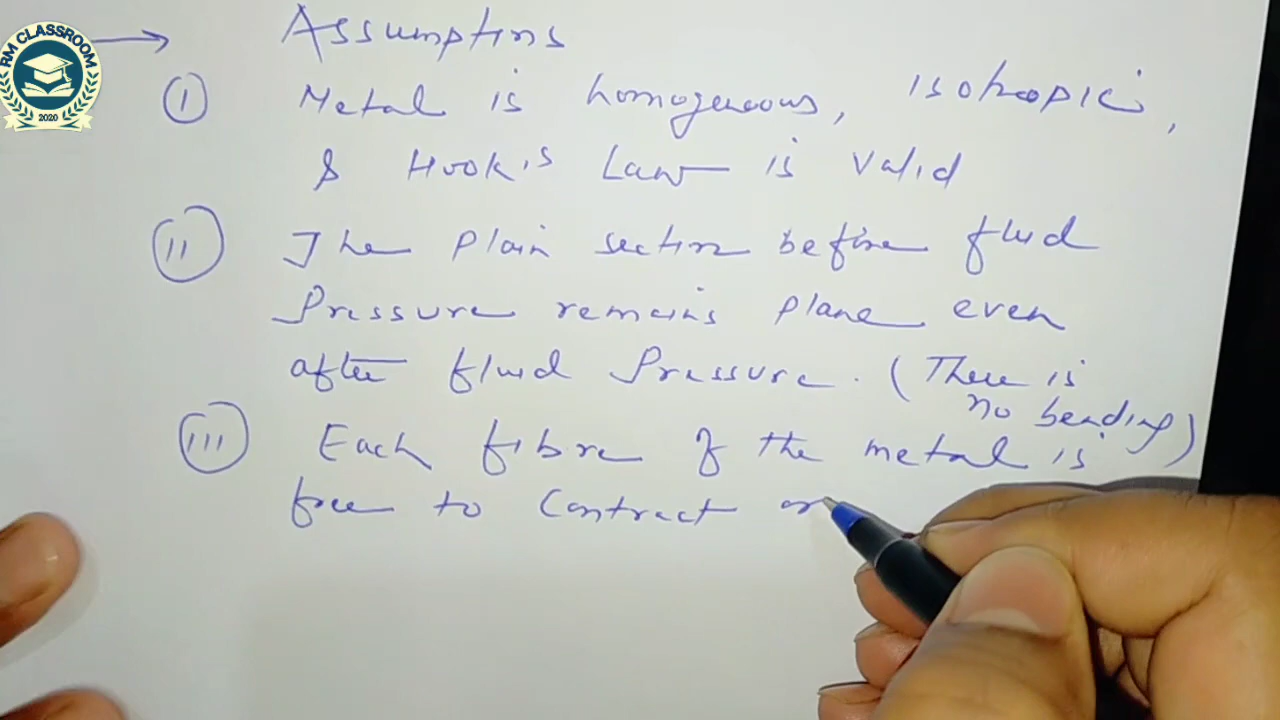 RM CLASSROOM
2020
→ Assumptins
(I) Metal is homogeneous, isotropic,
& Hook's Law is valid
(II) The plain section before fluid
Pressure remains plane even
after fluid Pressure. (There is
no bending)
(III) Each fibre of the metal is
free to Contract or